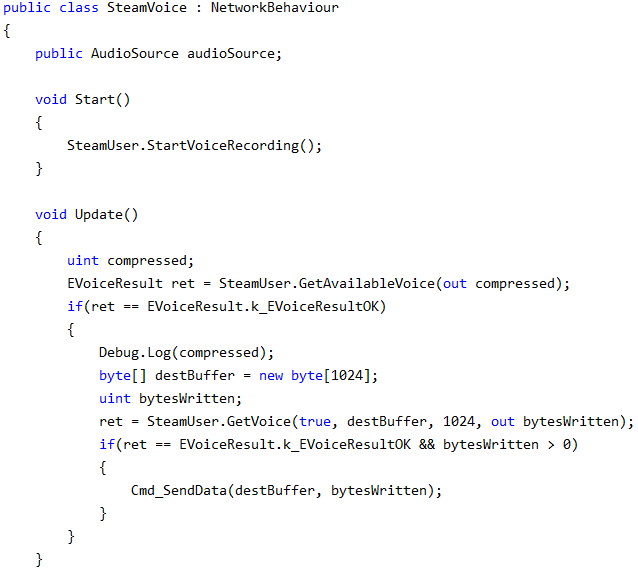 public class SteamVoice : NetworkBehaviour
{
    public AudioSource audioSource;

    void Start()
    {
        SteamUser.StartVoiceRecording();
    }

    void Update()
    {
        uint compressed;
        EVoiceResult ret = SteamUser.GetAvailableVoice(out compressed);
        if(ret == EVoiceResult.k_EVoiceResultOK)
        {
            Debug.Log(compressed);
            byte[] destBuffer = new byte[1024];
            uint bytesWritten;
            ret = SteamUser.GetVoice(true, destBuffer, 1024, out bytesWritten);
            if(ret == EVoiceResult.k_EVoiceResultOK && bytesWritten > 0)
            {
                Cmd_SendData(destBuffer, bytesWritten);
            }
        }
    }